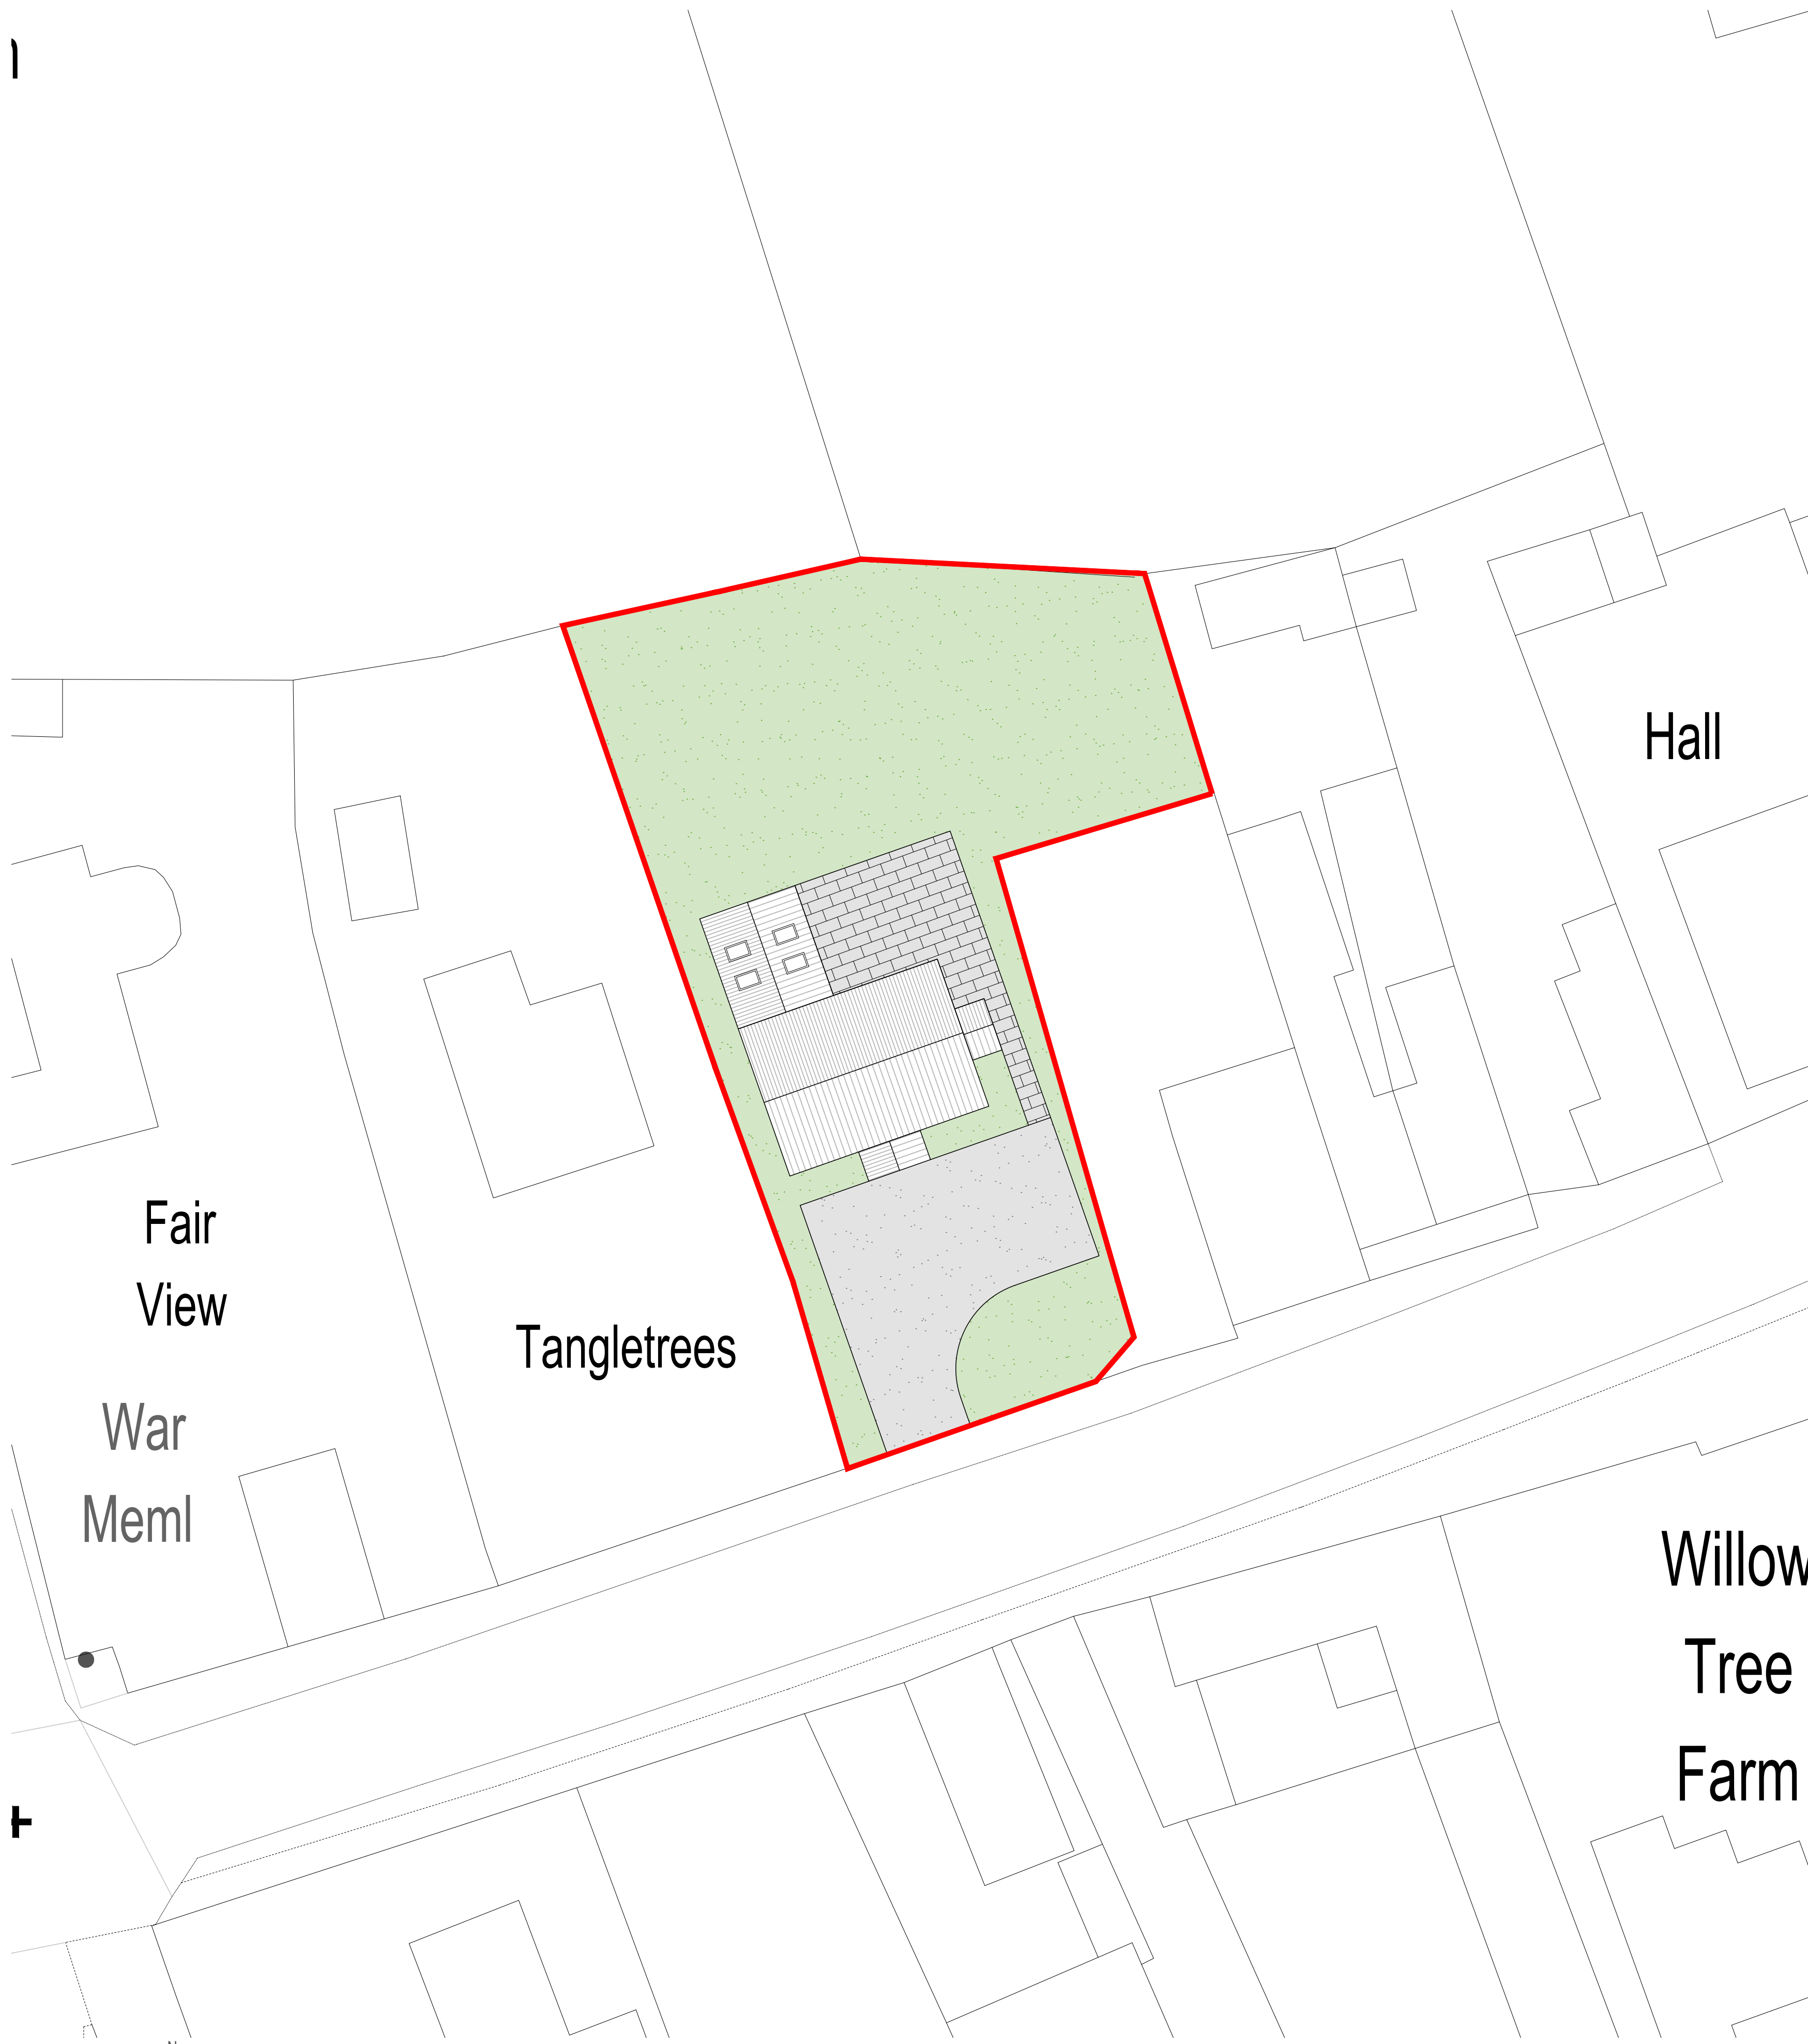 Hall
Fair
View
Tangletrees
War
Meml
Willow
Tree
Farm
+